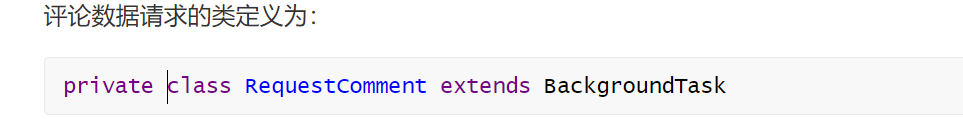 评论数据请求的类定义为：
private class RequestComment extends BackgroundTask